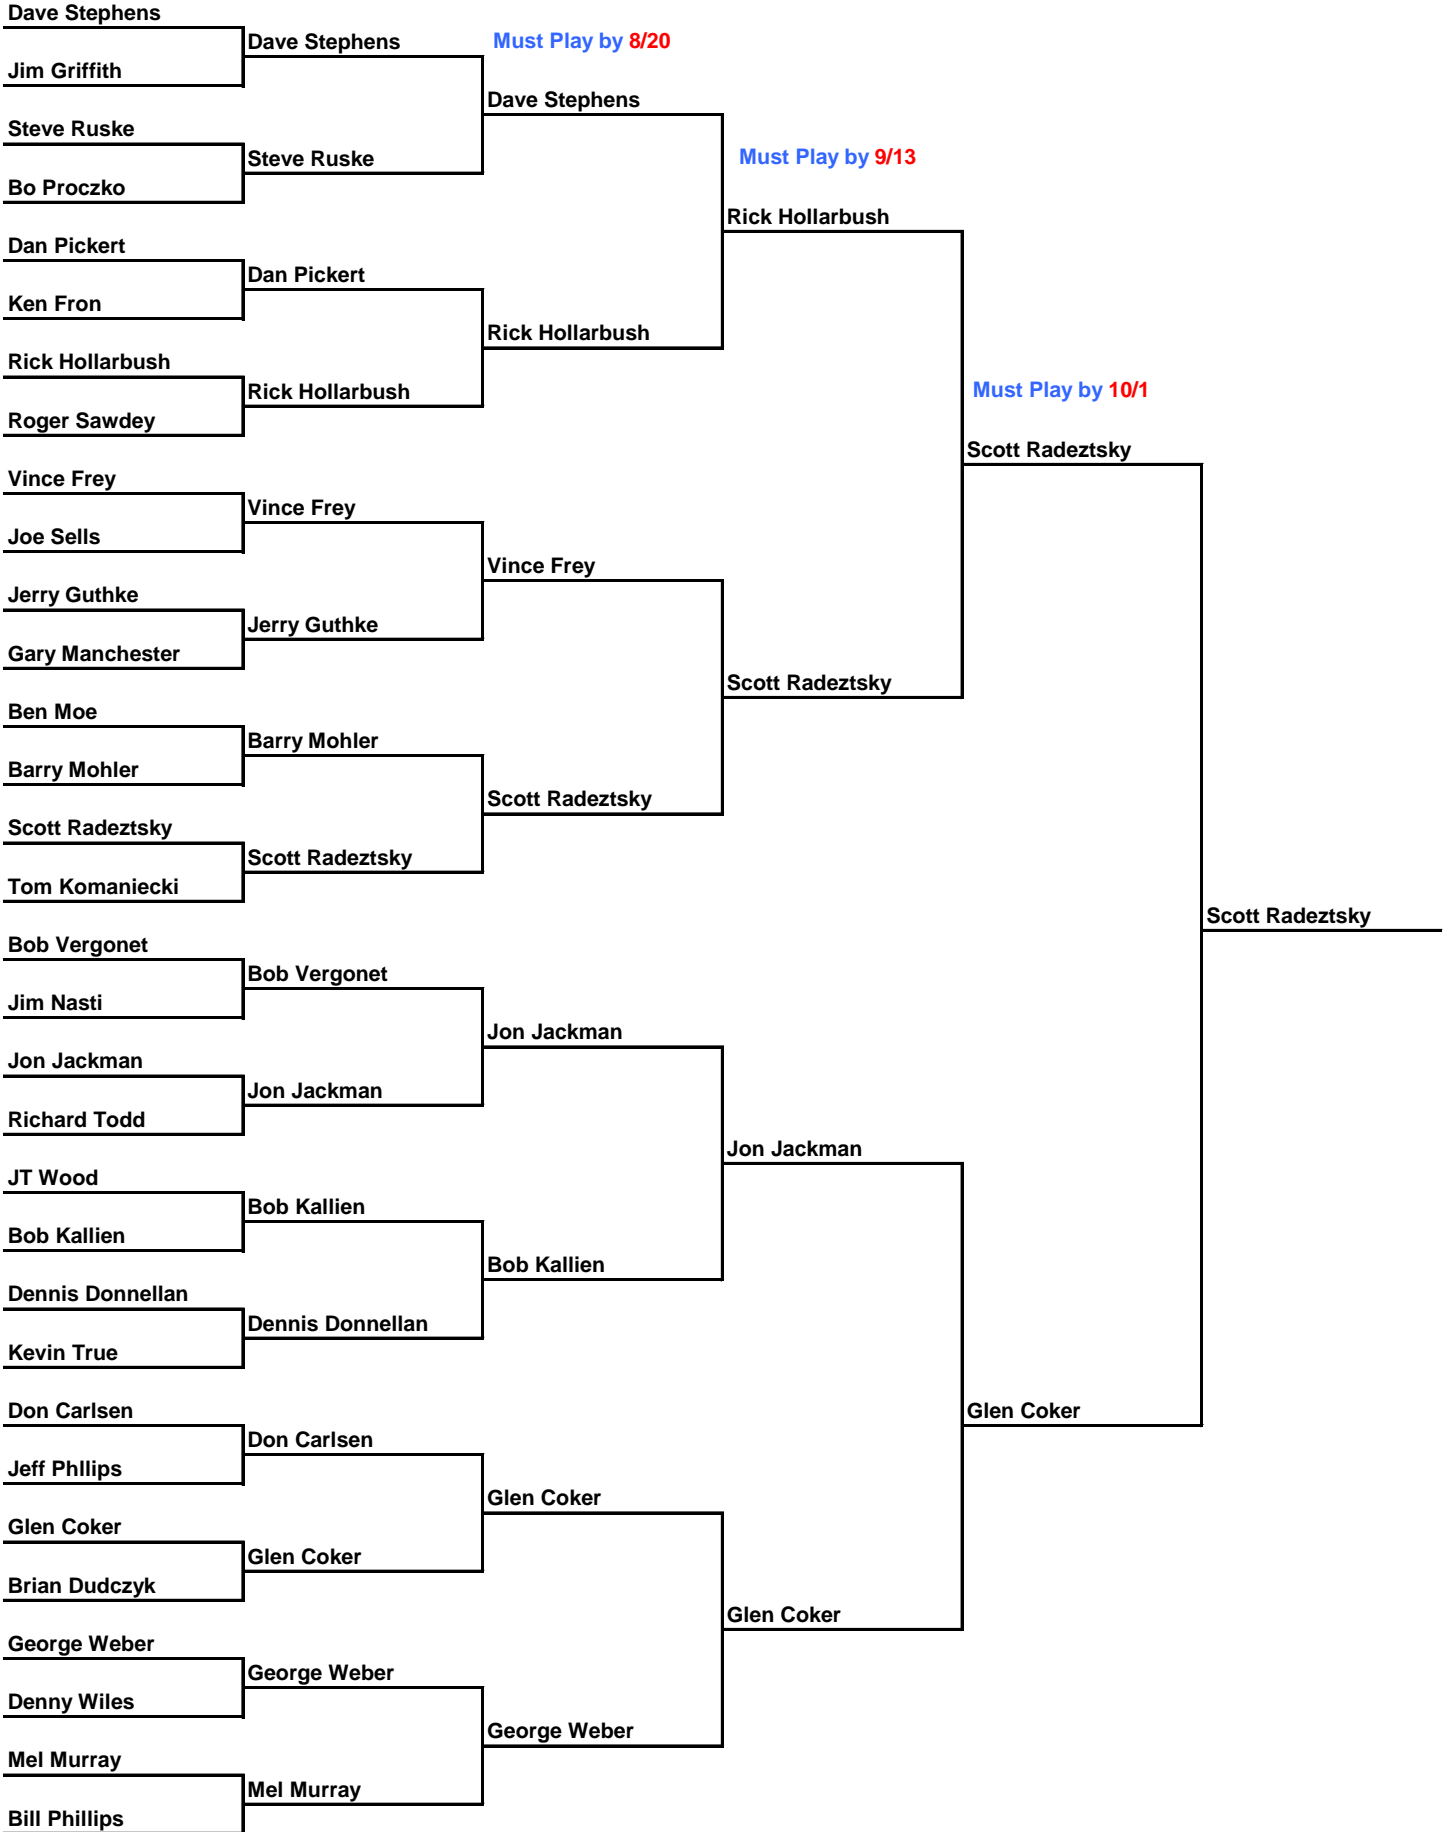 Dave Stephens
Dave Stephens
Must Play by 8/20
Jim Griffith
Dave Stephens
Steve Ruske
Steve Ruske
Must Play by 9/13
Bo Proczko
Rick Hollarbush
Dan Pickert
Dan Pickert
Ken Fron
Rick Hollarbush
Rick Hollarbush
Rick Hollarbush
Must Play by 10/1
Roger Sawdey
Scott Radeztsky
Vince Frey
Vince Frey
Joe Sells
Vince Frey
Jerry Guthke
Jerry Guthke
Gary Manchester
Scott Radeztsky
Ben Moe
Barry Mohler
Barry Mohler
Scott Radeztsky
Scott Radeztsky
Scott Radeztsky
Tom Komaniecki
Scott Radeztsky
Bob Vergonet
Bob Vergonet
Jim Nasti
Jon Jackman
Jon Jackman
Jon Jackman
Richard Todd
Jon Jackman
JT Wood
Bob Kallien
Bob Kallien
Bob Kallien
Dennis Donnellan
Dennis Donnellan
Kevin True
Don Carlsen
Glen Coker
Don Carlsen
Jeff Phllips
Glen Coker
Glen Coker
Glen Coker
Brian Dudczyk
Glen Coker
George Weber
George Weber
Denny Wiles
George Weber
Mel Murray
Mel Murray
Bill Phillips